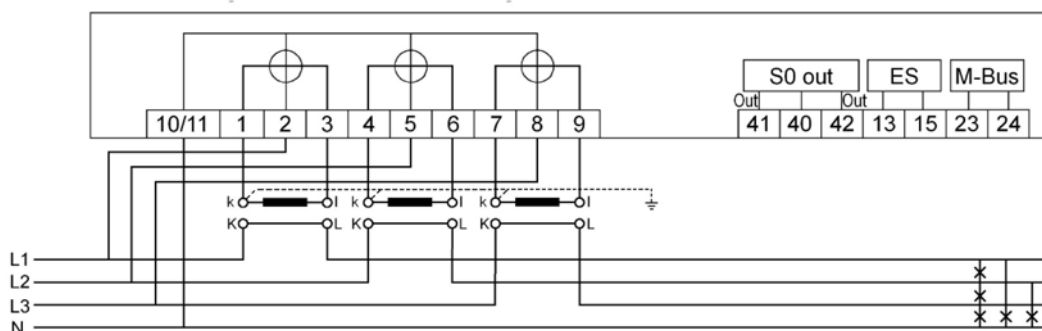 S0 out ES M-Bus
Out Out
10/11 1 2 3 4 5 6 7 8 9 41 40 42 13 15 23 24
k l k l k l
K L K L K L
L1
L2
L3
N